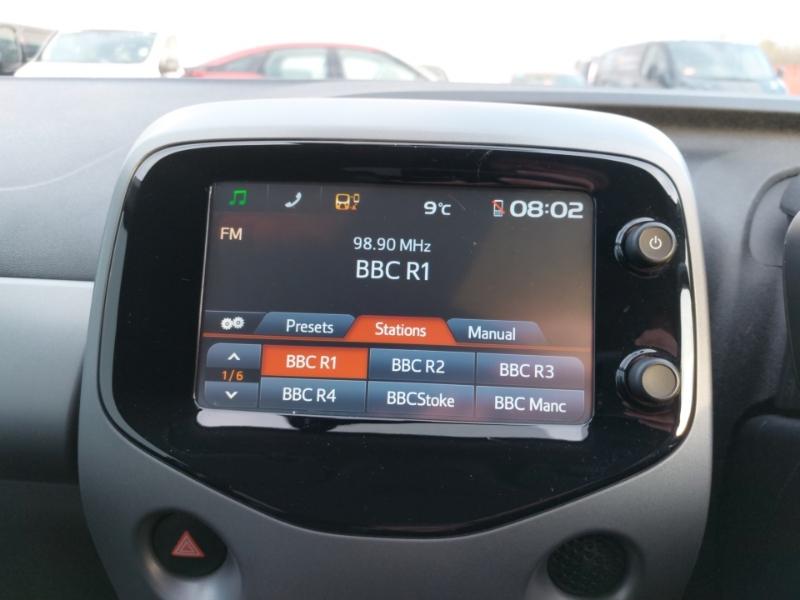 9°C 08:02
FM
98.90 MHz
BBC R1
Presets Stations Manual
1/6
BBC R1 BBC R2 BBC R3
BBC R4 BBCStoke BBC Manc